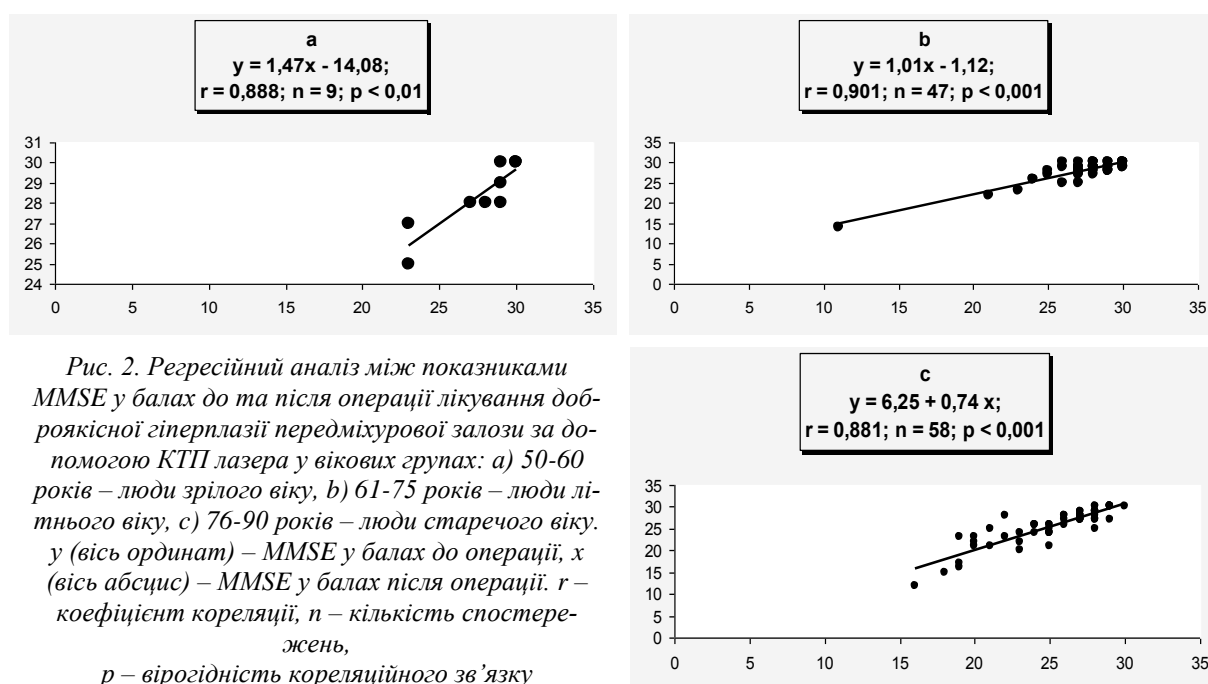 a
y = 1,47x - 14,08;
r = 0,888; n = 9; p < 0,01
31
30
29
28
27
26
25
24
0 5 10 15 20 25 30 35
b
y = 1,01x - 1,12;
r = 0,901; n = 47; p < 0,001
35
30
25
20
15
10
5
0
0 5 10 15 20 25 30 35
Рис. 2. Регресійний аналіз між показниками
MMSE у балах до та після операції лікування доб-
роякісної гіперплазії передміхурової залози за до-
помогою КТП лазера у вікових групах: a) 50-60
років – люди зрілого віку, b) 61-75 років – люди лі-
тнього віку, c) 76-90 років – люди старечого віку.
y (вісь ординат) – MMSE у балах до операції, x
(вісь абсцис) – MMSE у балах після операції. r –
коефіцієнт кореляції, n – кількість спостере-
жень,
p – вірогідність кореляційного зв’язку
c
y = 6,25 + 0,74 x;
r = 0,881; n = 58; p < 0,001
35
30
25
20
15
10
5
0
0 5 10 15 20 25 30 35